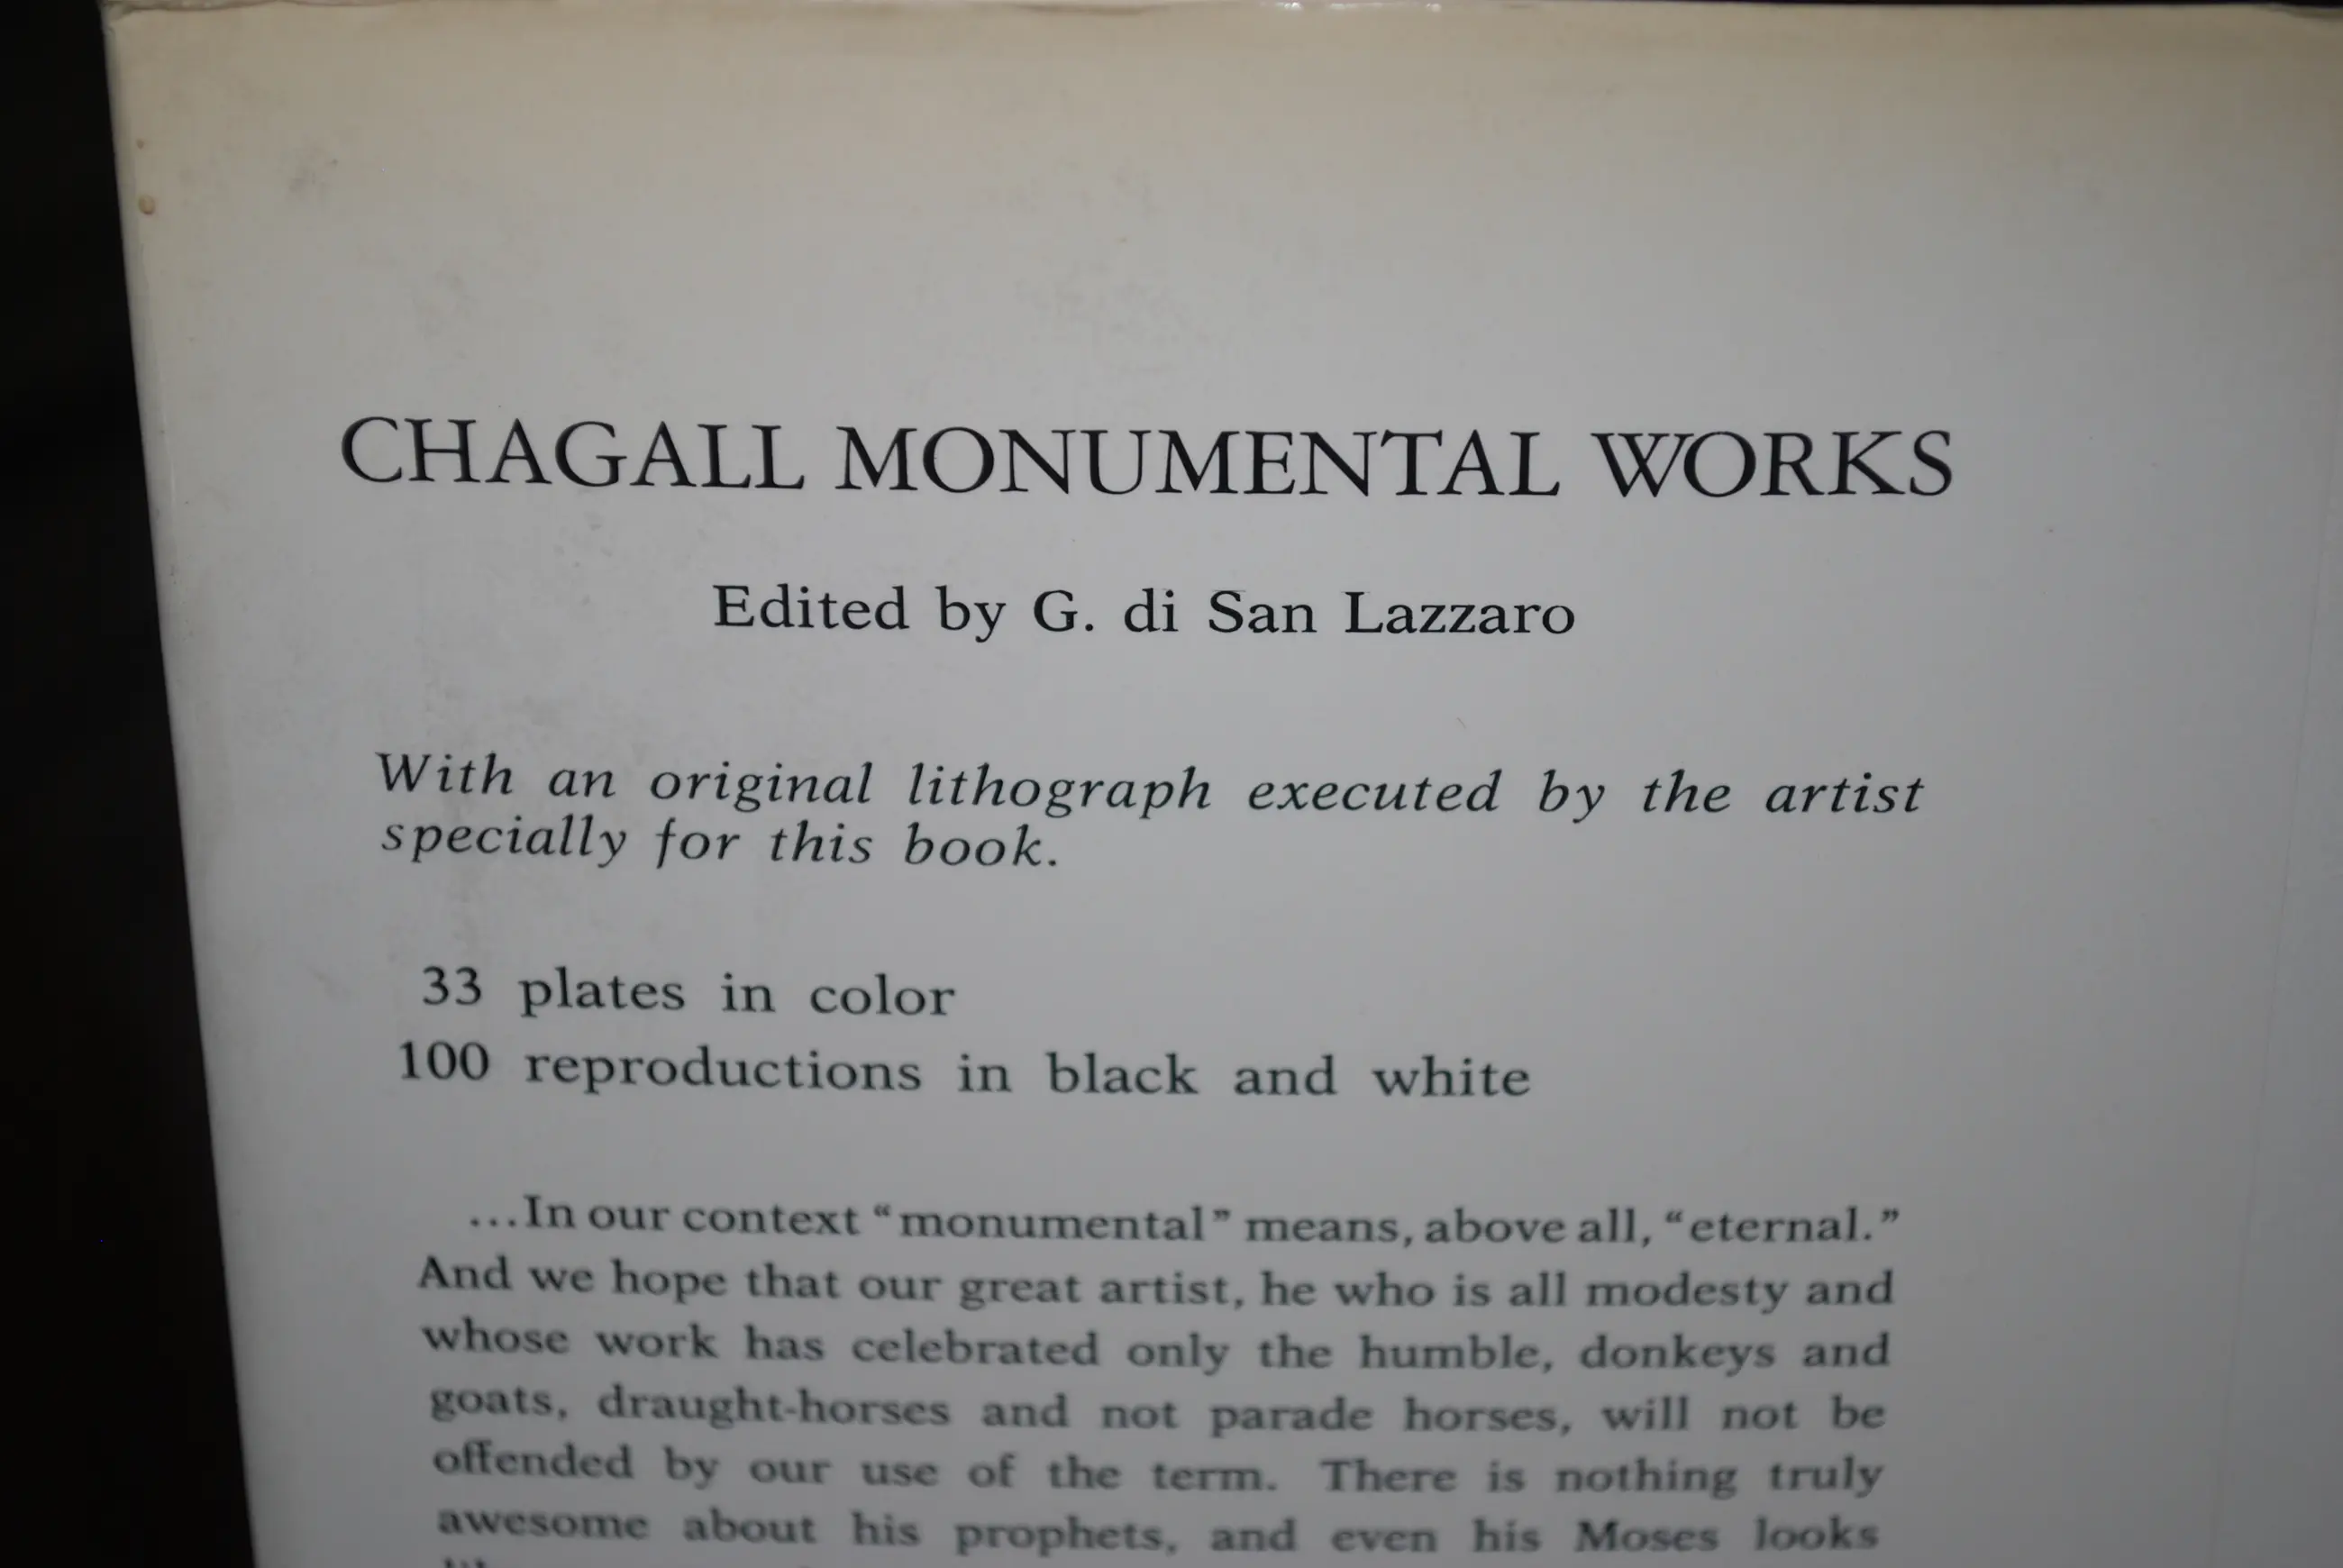 CHAGALL MONUMENTAL WORKS
Edited by G. di San Lazzaro
With an original lithograph executed by the artist
specially for this book.
33 plates in color
100 reproductions in black and white
...In our context “monumental” means, above all, “eternal.”
And we hope that our great artist, he who is all modesty and
whose work has celebrated only the humble, donkeys and
goats, draught-horses and not parade horses, will not be
offended by our use of the term. There is nothing truly
awesome about his prophets, and even his Moses looks